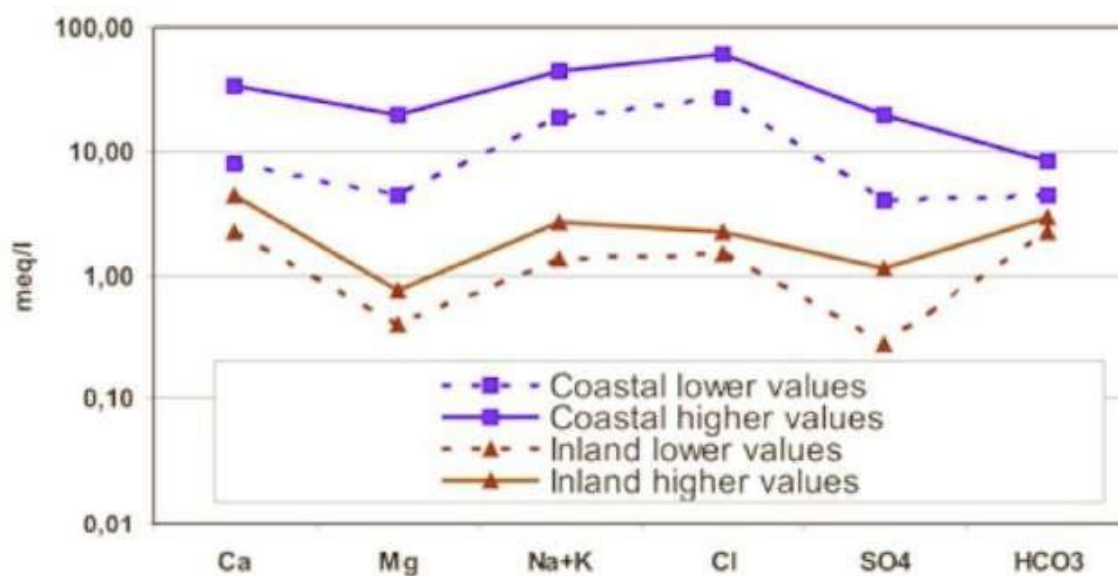 100,00
10,00
1,00
0,10
0,01
meq/l
Coastal lower values
Coastal higher values
Inland lower values
Inland higher values
Ca Mg Na+K Cl SO4 HCO3